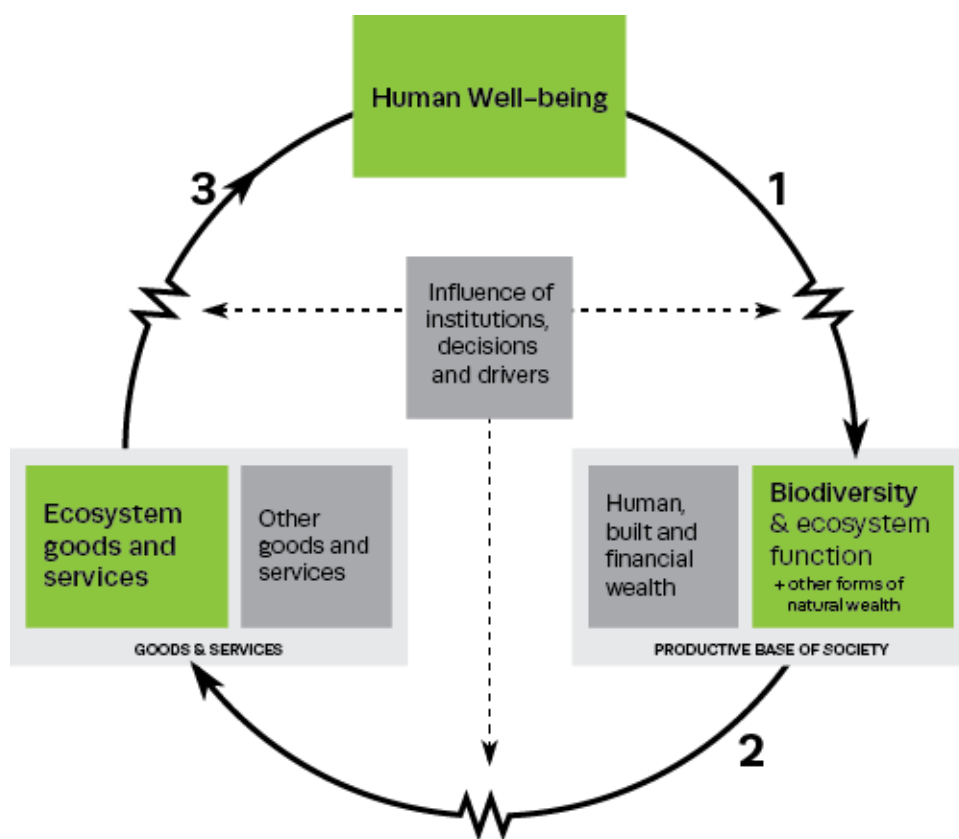 Human Well-being
3
1
Influence of
institutions,
decisions
and drivers
Ecosystem
goods and
services
Other
goods and
services
GOODS & SERVICES
Human,
built and
financial
wealth
Biodiversity
& ecosystem
function
+ other forms of
natural wealth
PRODUCTIVE BASE OF SOCIETY
2